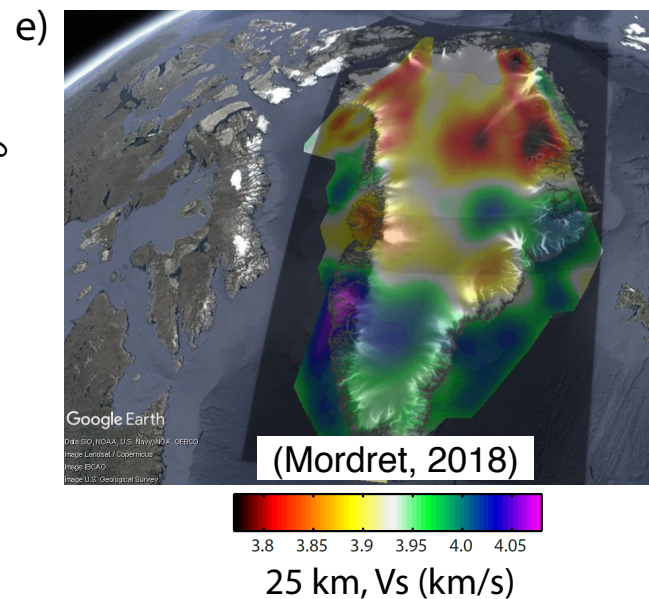 e)
Google Earth
Data SIO, NOAA, U.S. Navy, NGA, GEBCO
Image Landsat / Copernicus
Image IBCAO
Image U.S. Geological Survey
(Mordret, 2018)
3.8 3.85 3.9 3.95 4.0 4.05
25 km, Vs (km/s)